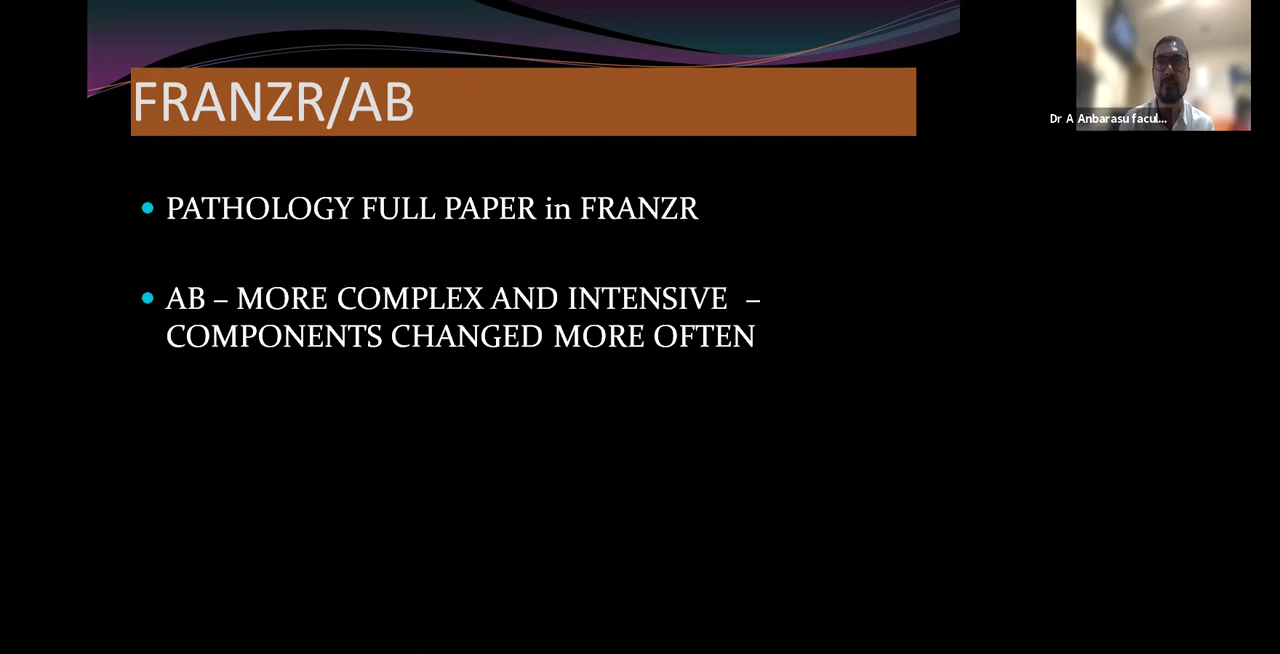 FRANZR/AB
Dr A Anbarasu facul...
PATHOLOGY FULL PAPER in FRANZR
AB – MORE COMPLEX AND INTENSIVE –
COMPONENTS CHANGED MORE OFTEN